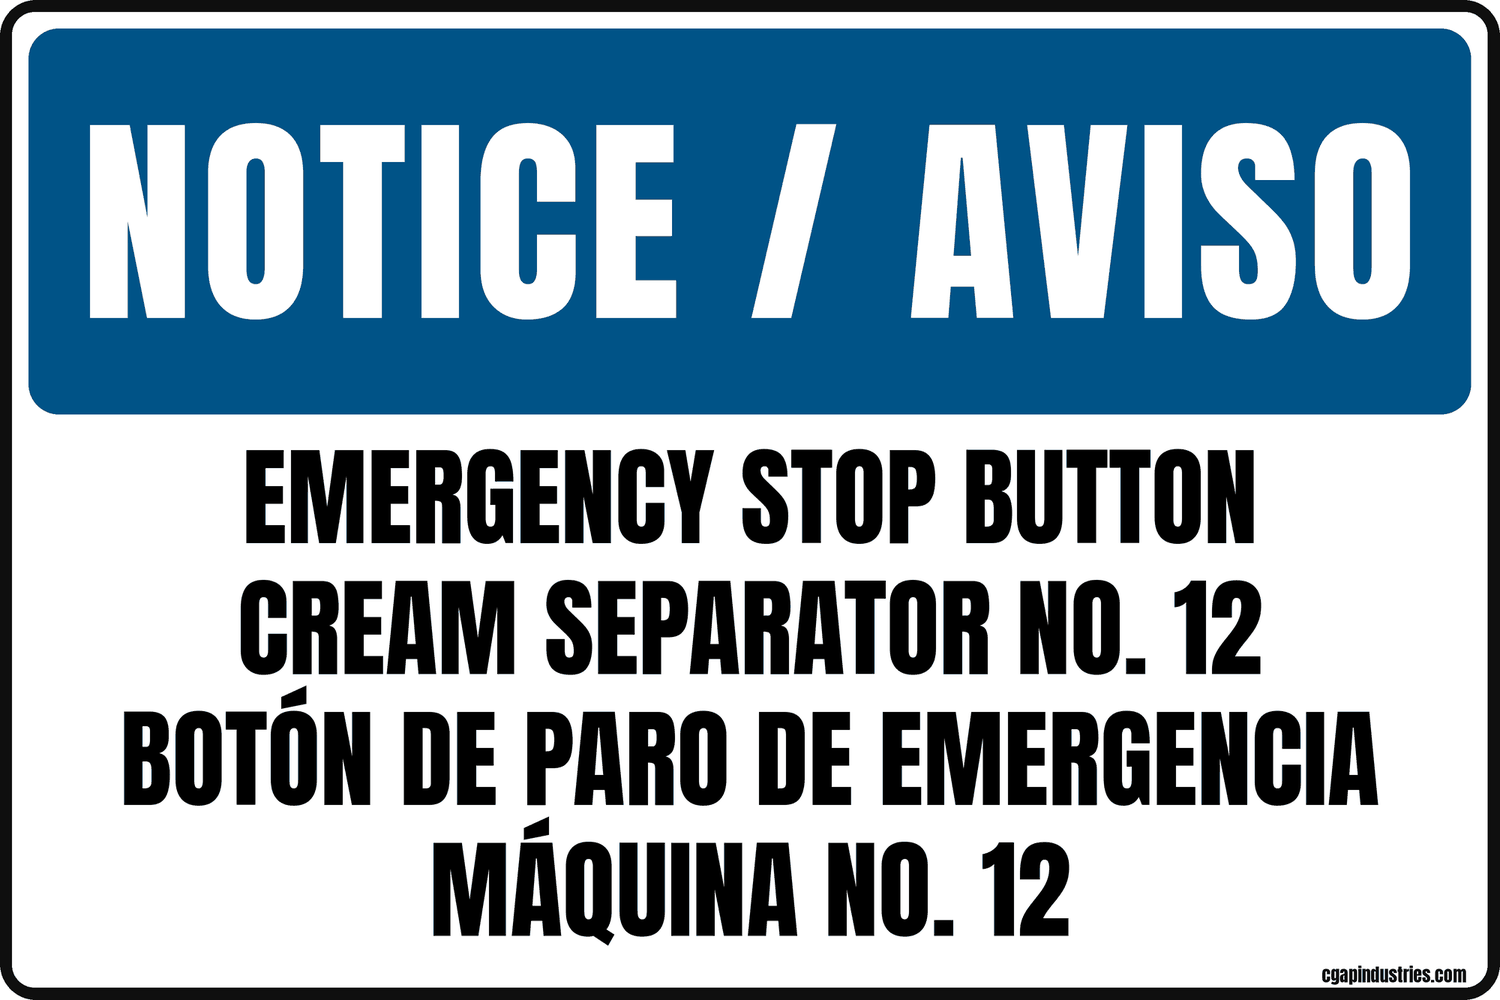 NOTICE / AVISO
EMERGENCY STOP BUTTON
CREAM SEPARATOR NO. 12
BOTÓN DE PARO DE EMERGENCIA
MÁQUINA NO. 12
cgapindustries.com